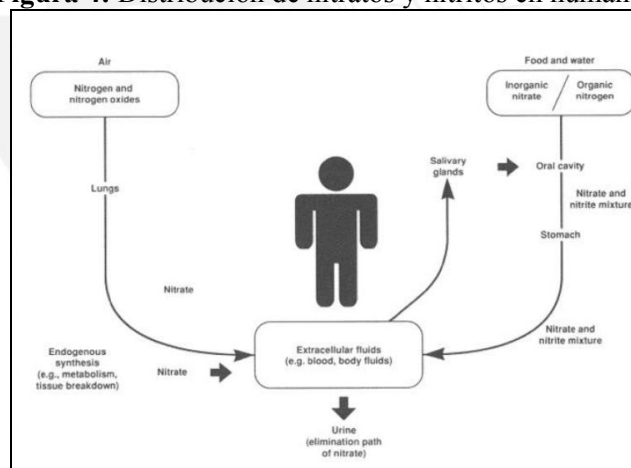 Figura 4. Distribución de nitratos y nitritos en human
Air
Nitrogen and
nitrogen oxides
Food and water
Inorganic
nitrate / Organic
nitrogen
Lungs
Salivary
glands
Oral cavity
Nitrate and
nitrite mixture
Stomach
Nitrate
Nitrate and
nitrite mixture
Endogenous
synthesis
(e.g., metabolism,
tissue breakdown)
Nitrate
Extracellular fluids
(e.g. blood, body fluids)
Urine
(elimination path
of nitrate)